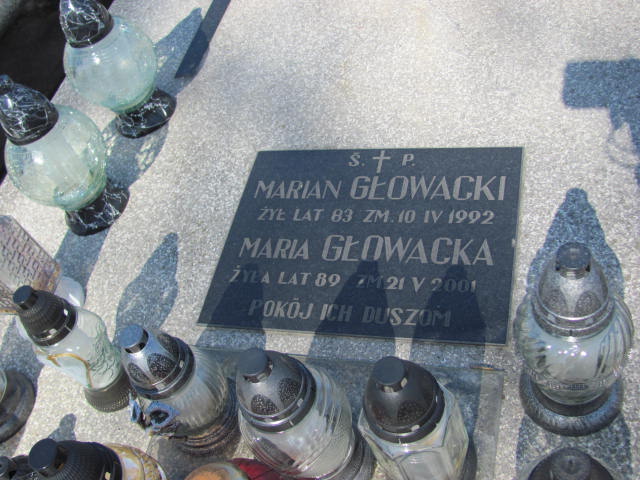 Ś. P.
MARIAN GŁOWACKI
ŻYŁ LAT 83 ZM. 10 IV 1992
MARIA GŁOWACKA
ŻYŁA LAT 89 ZM 21 V 2001
POKÓJ ICH DUSZOM